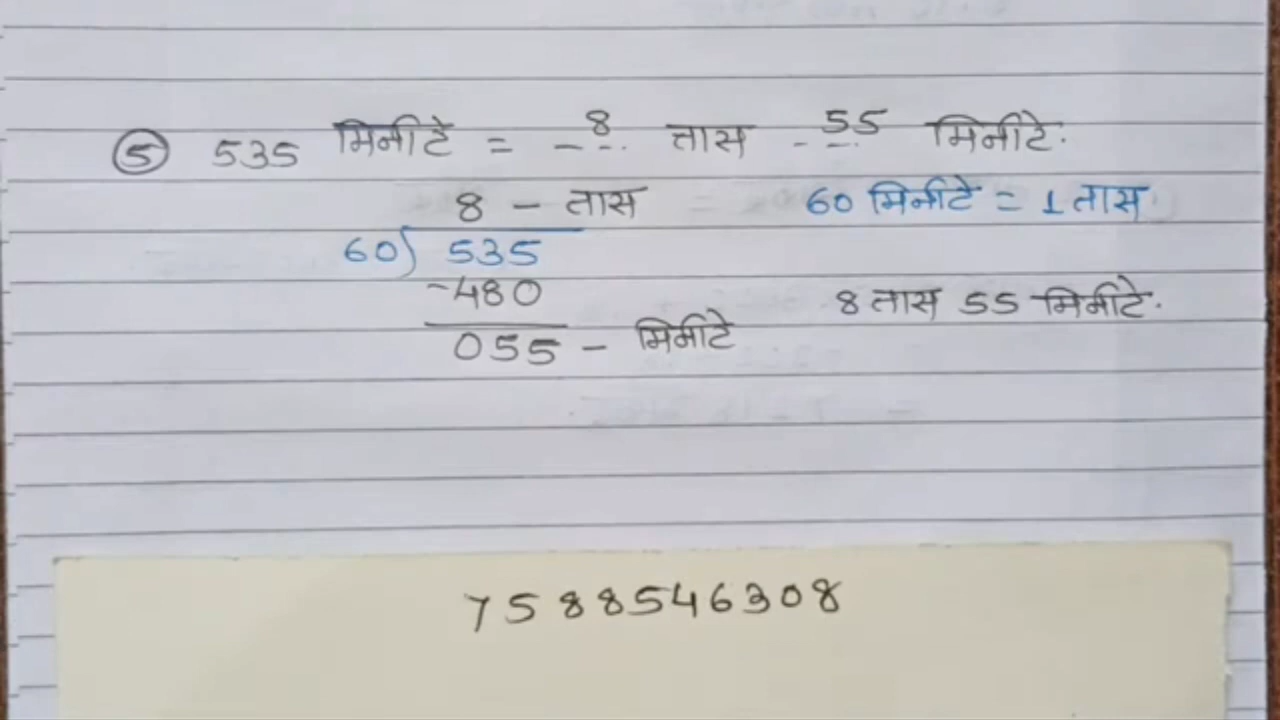 ⑤ 535 मिनीटे = --8-- तास --55-- मिनीटे.
8 - तास 60 मिनीटे = 1 तास
60) 535
-480 8 तास 55 मिनीटे.
055 - मिनीटे
7588546308